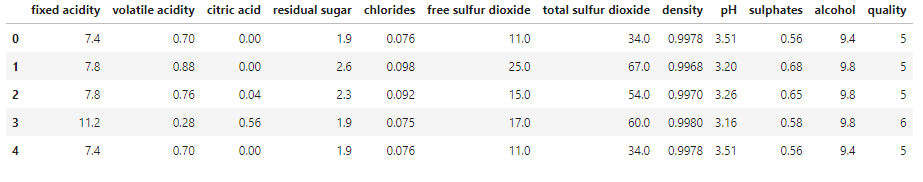 fixed acidity volatile acidity citric acid residual sugar chlorides free sulfur dioxide total sulfur dioxide density pH sulphates alcohol quality
0 7.4 0.70 0.00 1.9 0.076 11.0 34.0 0.9978 3.51 0.56 9.4 5
1 7.8 0.88 0.00 2.6 0.098 25.0 67.0 0.9968 3.20 0.68 9.8 5
2 7.8 0.76 0.04 2.3 0.092 15.0 54.0 0.9970 3.26 0.65 9.8 5
3 11.2 0.28 0.56 1.9 0.075 17.0 60.0 0.9980 3.16 0.58 9.8 6
4 7.4 0.70 0.00 1.9 0.076 11.0 34.0 0.9978 3.51 0.56 9.4 5